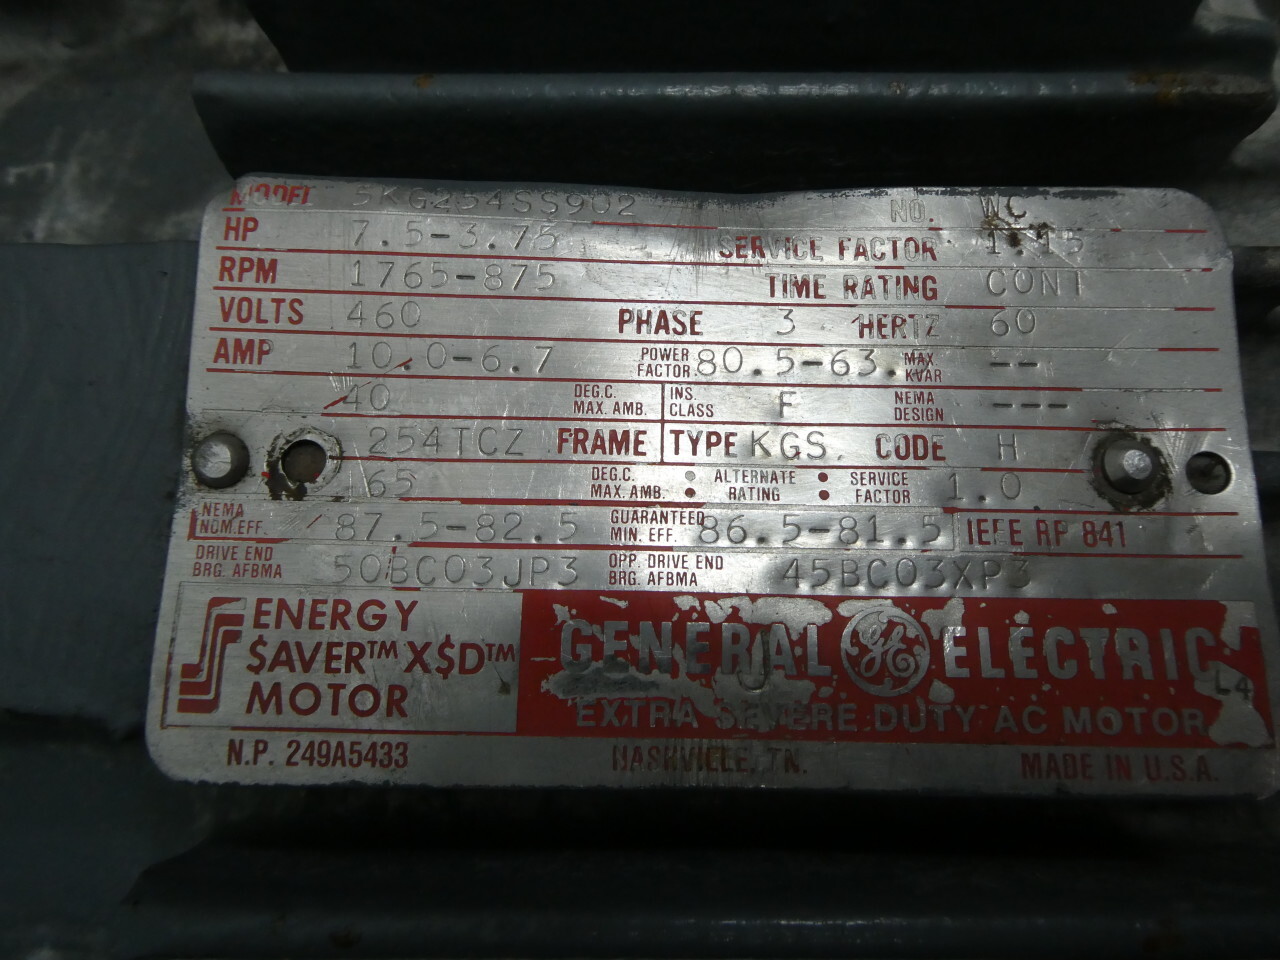 MODEL 5KG254SS902 NO. WC
HP 7.5-3.75 SERVICE FACTOR 1.15
RPM 1765-875 TIME RATING CONT
VOLTS 460 PHASE 3 HERTZ 60
AMP 10.0-6.7 POWER FACTOR 80.5-63. MAX KVAR --
40 DEG.C. MAX. AMB. INS. CLASS F NEMA DESIGN ---
254TCZ FRAME TYPE KGS CODE H
65 DEG.C. MAX. AMB. • ALTERNATE RATING • SERVICE FACTOR 1.0
NEMA NOM. EFF. 87.5-82.5 GUARANTEED MIN. EFF. 86.5-81.5 IEEE RP 841
DRIVE END BRG. AFBMA 50BC03JP3 OPP. DRIVE END BRG. AFBMA 45BC03XP3
ENERGY
$AVER™ X$D™
MOTOR
GENERAL GE ELECTRIC
J L4
EXTRA SEVERE DUTY AC MOTOR
N.P. 249A5433 NASHVILLE, TN. MADE IN U.S.A.